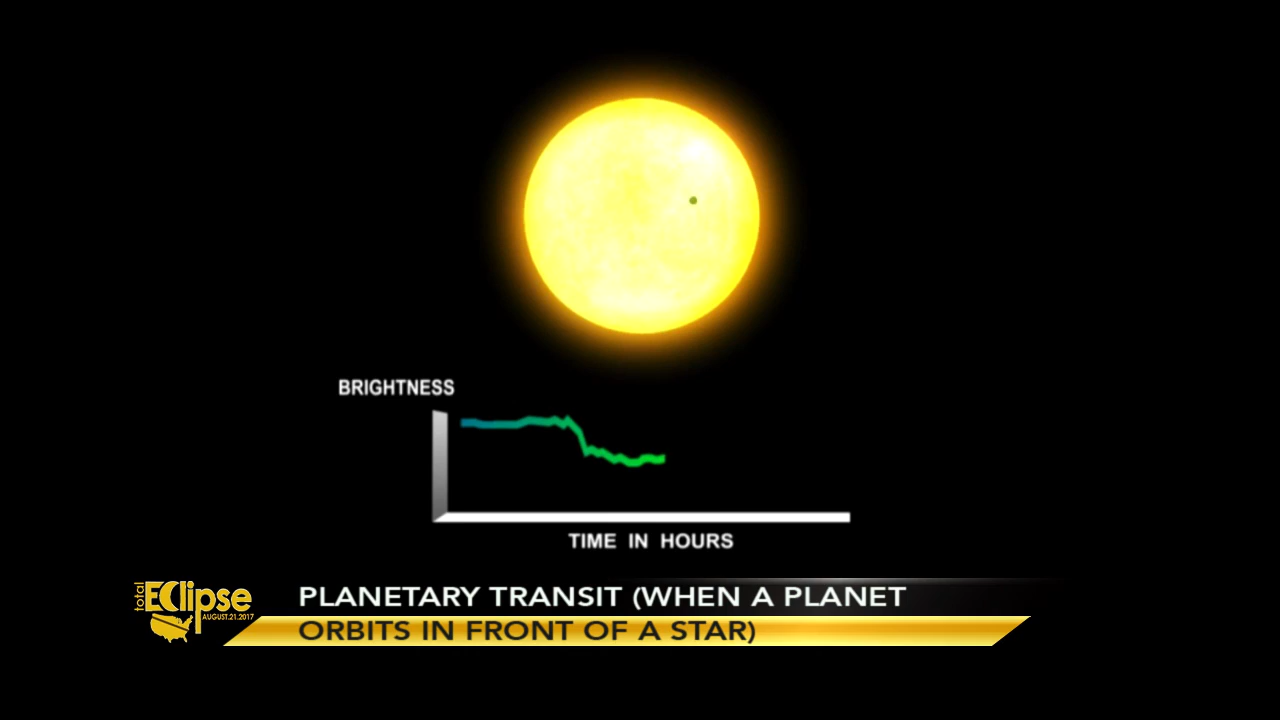 BRIGHTNESS
TIME IN HOURS
total
EClipse
AUGUST.21.2017
PLANETARY TRANSIT (WHEN A PLANET
ORBITS IN FRONT OF A STAR)